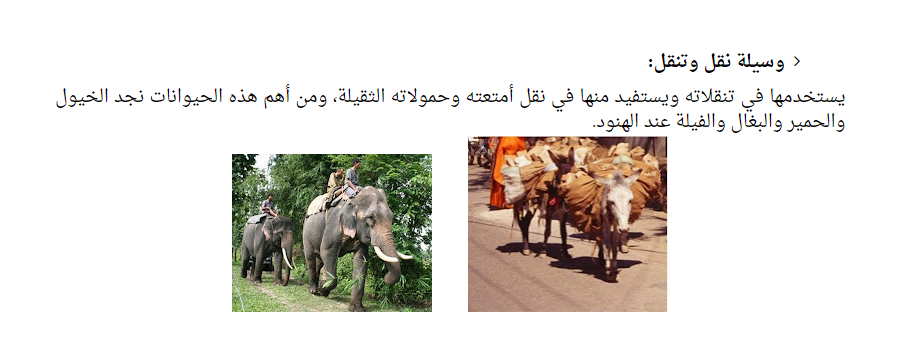 › وسيلة نقل وتنقل:
يستخدمها في تنقلاته ويستفيد منها في نقل أمتعته وحمولاته الثقيلة، ومن أهم هذه الحيوانات نجد الخيول
والحمير والبغال والفيلة عند الهنود.